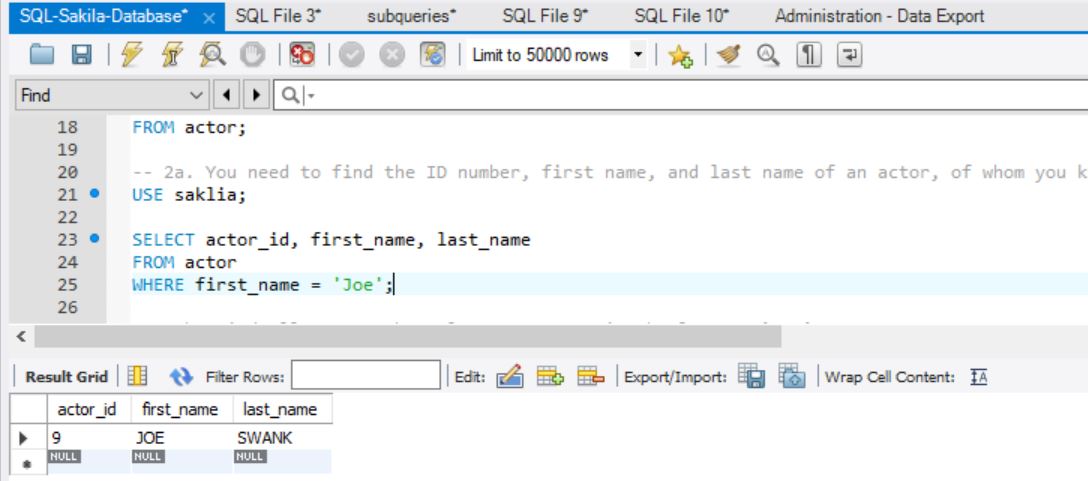 SQL-Sakila-Database* × SQL File 3* subqueries* SQL File 9* SQL File 10* Administration - Data Export
Limit to 50000 rows
Find
18 FROM actor;
19
20 -- 2a. You need to find the ID number, first name, and last name of an actor, of whom you k
21 USE saklia;
22
23 SELECT actor_id, first_name, last_name
24 FROM actor
25 WHERE first_name = 'Joe';
26
Result Grid Filter Rows: Edit: Export/Import: Wrap Cell Content:
actor_id first_name last_name
9 JOE SWANK
NULL NULL NULL